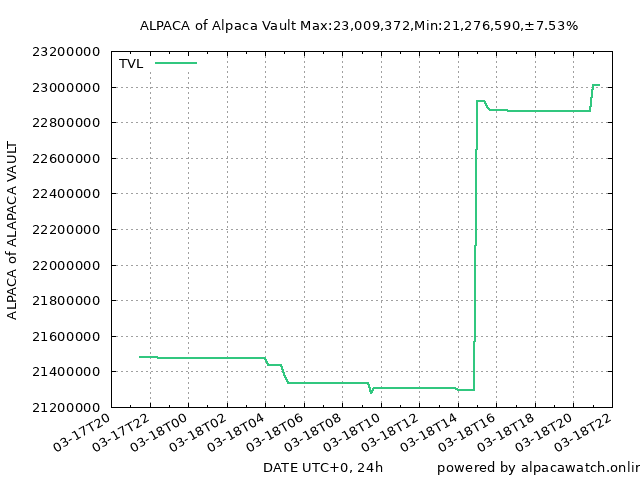 ALPACA of Alpaca Vault Max:23,009,372,Min:21,276,590,±7.53%
TVL
23200000
23000000
22800000
22600000
22400000
22200000
22000000
21800000
21600000
21400000
21200000
ALPACA of ALAPACA VAULT
03-17T20
03-17T22
03-18T00
03-18T02
03-18T04
03-18T06
03-18T08
03-18T10
03-18T12
03-18T14
03-18T16
03-18T18
03-18T20
03-18T22
DATE UTC+0, 24h
powered by alpacawatch.onlin